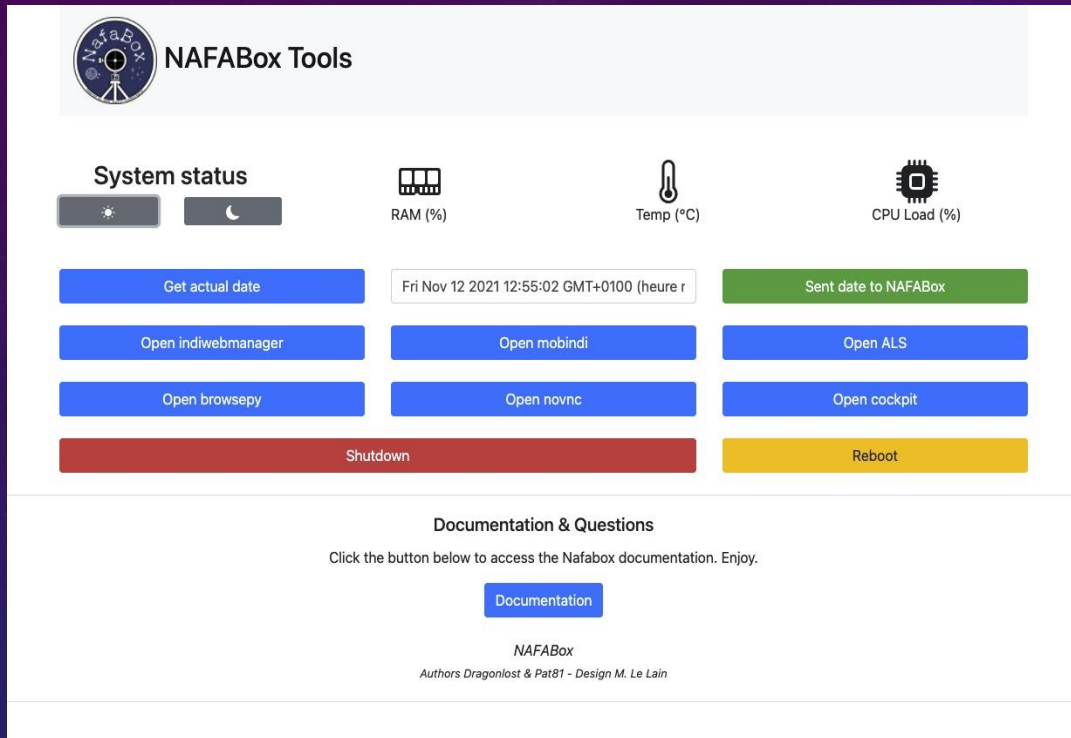 NafaBox
NAFABox Tools
System status
RAM (%)
Temp (°C)
CPU Load (%)
Get actual date
Fri Nov 12 2021 12:55:02 GMT+0100 (heure r
Sent date to NAFABox
Open indiwebmanager
Open mobindi
Open ALS
Open browsepy
Open novnc
Open cockpit
Shutdown
Reboot
Documentation & Questions
Click the button below to access the Nafabox documentation. Enjoy.
Documentation
NAFABox
Authors Dragonlost & Pat81 - Design M. Le Lain